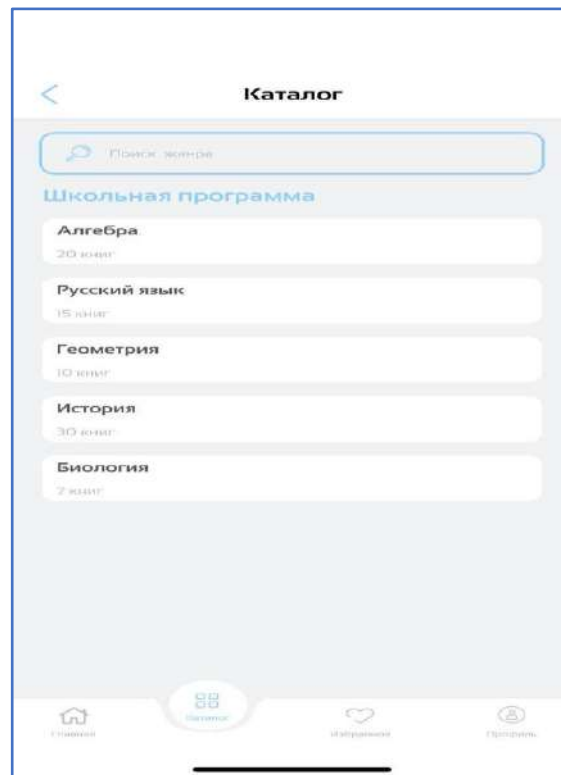 Каталог
Поиск жанра
Школьная программа
Алгебра
20 книг
Русский язык
15 книг
Геометрия
10 книг
История
30 книг
Биология
7 книг
Главная
Каталог
Избранное
Профиль